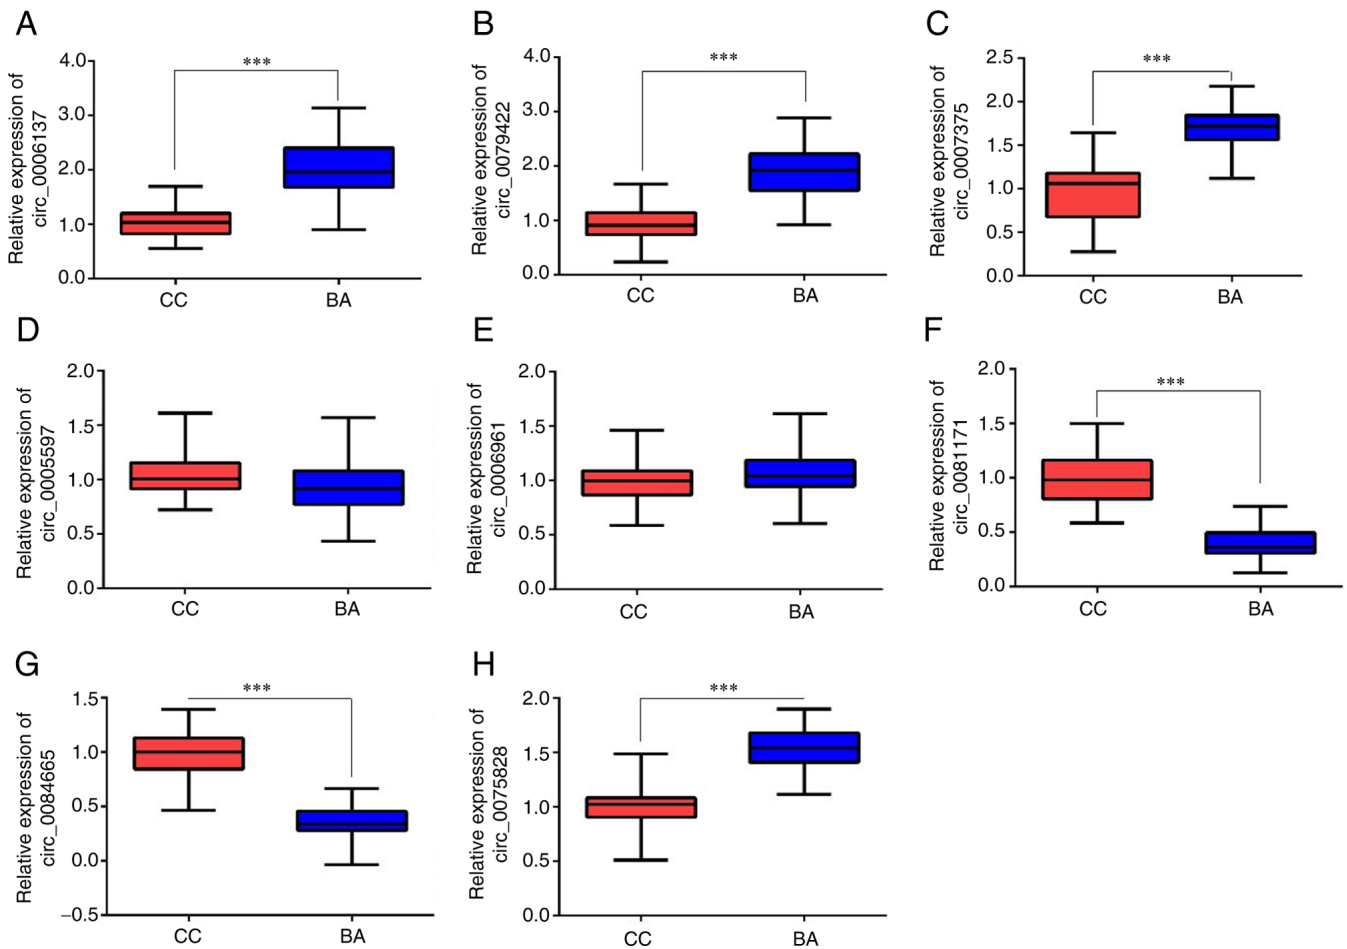 A
Relative expression of
circ_0006137
4.0
3.0
2.0
1.0
0.0
***
CC
BA
B
Relative expression of
circ_0079422
4.0
3.0
2.0
1.0
0.0
***
CC
BA
C
Relative expression of
circ_0007375
2.5
2.0
1.5
1.0
0.5
0.0
***
CC
BA
D
Relative expression of
circ_0005597
2.0
1.5
1.0
0.5
0.0
CC
BA
E
Relative expression of
circ_0006961
2.0
1.5
1.0
0.5
0.0
CC
BA
F
Relative expression of
circ_0081171
2.0
1.5
1.0
0.5
0.0
***
CC
BA
G
Relative expression of
circ_0084665
1.5
1.0
0.5
0.0
−0.5
***
CC
BA
H
Relative expression of
circ_0075828
2.0
1.5
1.0
0.5
0.0
***
CC
BA